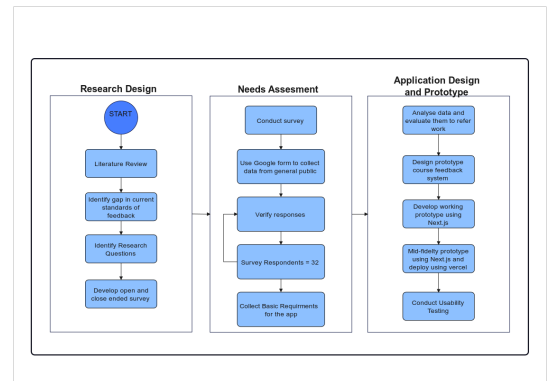 Research Design
START
Literature Review
Identify gap in current
standards of
feedback
Identify Research
Questions
Develop open and
close ended survey
Needs Assesment
Conduct survey
Use Google form to collect
data from general public
Verify responses
Survey Respondents = 32
Collect Basic Requirments
for the app
Application Design
and Prototype
Analyse data and
evaluate them to refer
work
Design prototype
course feedback
system
Develop working
prototype using
Next.js
Mid-fidelty prototype
using Next.js and
deploy using vercel
Conduct Usability
Testing